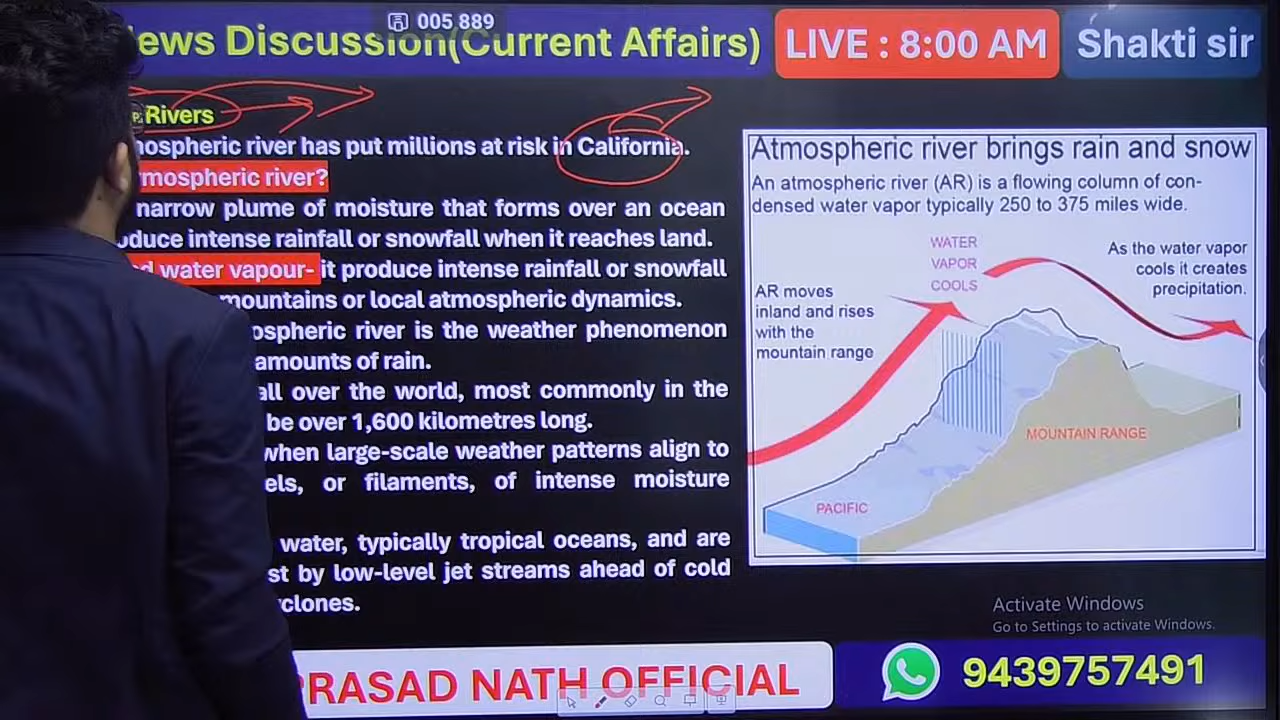 005 889
ews Discussion(Current Affairs)
LIVE : 8:00 AM
Shakti sir
Rivers
ospheric river has put millions at risk in California.
mospheric river?
narrow plume of moisture that forms over an ocean
oduce intense rainfall or snowfall when it reaches land.
d water vapour- it produce intense rainfall or snowfall
mountains or local atmospheric dynamics.
ospheric river is the weather phenomenon
amounts of rain.
all over the world, most commonly in the
be over 1,600 kilometres long.
when large-scale weather patterns align to
els, or filaments, of intense moisture
water, typically tropical oceans, and are
st by low-level jet streams ahead of cold
clones.
Atmospheric river brings rain and snow
An atmospheric river (AR) is a flowing column of con-
densed water vapor typically 250 to 375 miles wide.
WATER
VAPOR
COOLS
As the water vapor
cools it creates
precipitation.
AR moves
inland and rises
with the
mountain range
MOUNTAIN RANGE
PACIFIC
Activate Windows
Go to Settings to activate Windows.
PRASAD NATH OFFICIAL
9439757491